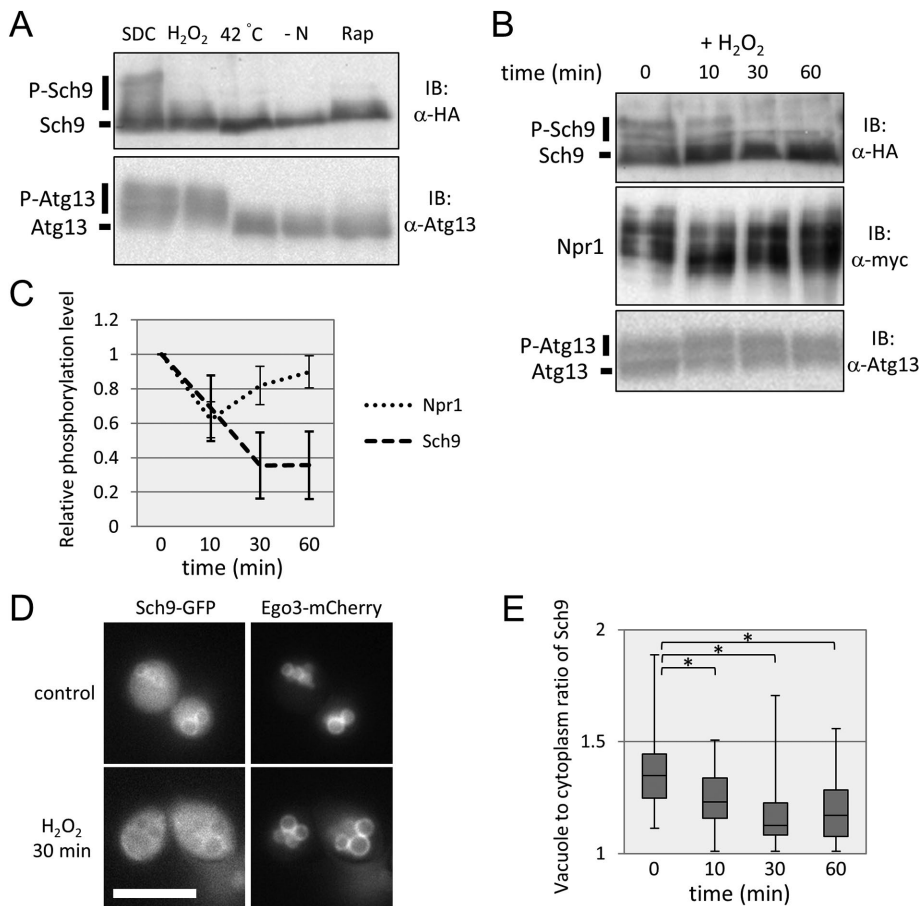 A
SDC H2O2 42 °C - N Rap
P-Sch9
Sch9
IB:
α-HA
P-Atg13
Atg13
IB:
α-Atg13
B
+ H2O2
time (min) 0 10 30 60
P-Sch9
Sch9
IB:
α-HA
Npr1
IB:
α-myc
P-Atg13
Atg13
IB:
α-Atg13
C
Relative phosphorylation level
1.2
1
0.8
0.6
0.4
0.2
0
0 10 30 60
time (min)
Npr1
Sch9
D
Sch9-GFP Ego3-mCherry
control
H2O2
30 min
E
Vacuole to cytoplasm ratio of Sch9
2
1.5
1
* * *
0 10 30 60
time (min)